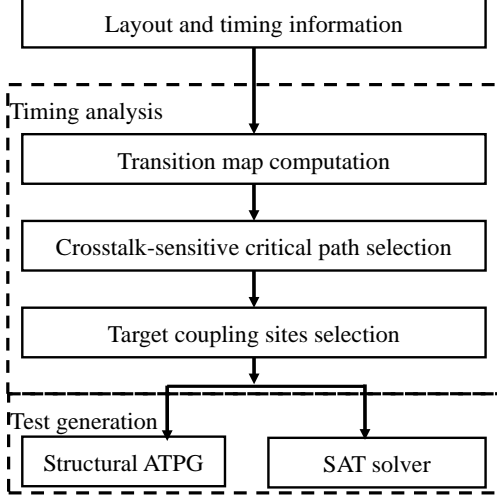 Layout and timing information
Timing analysis
Transition map computation
Crosstalk-sensitive critical path selection
Target coupling sites selection
Test generation
Structural ATPG
SAT solver